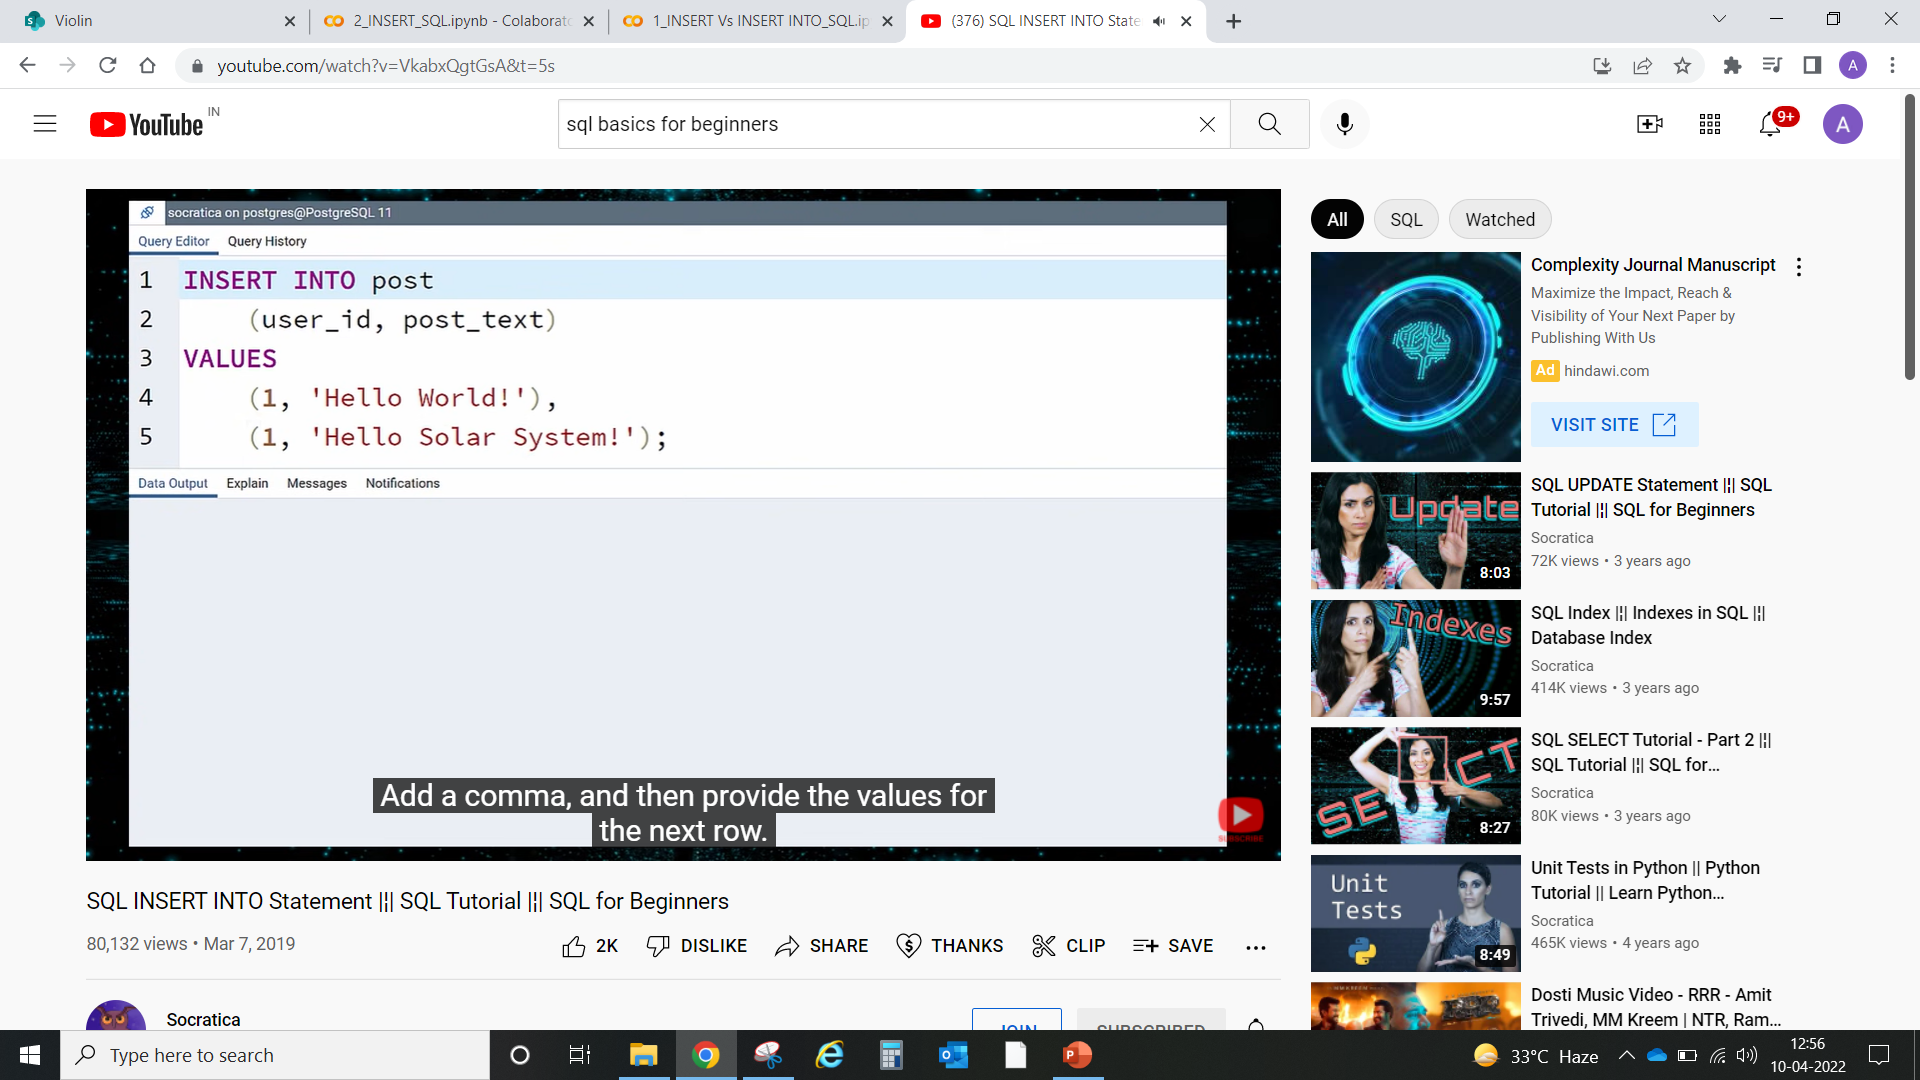 Violin
2_INSERT_SQL.ipynb - Colaborato
1_INSERT Vs INSERT INTO_SQL.ip
(376) SQL INSERT INTO State
youtube.com/watch?v=VkabxQgtGsA&t=5s
A
YouTube IN
sql basics for beginners
9+
A
socratica on postgres@PostgreSQL 11
Query Editor Query History
1 INSERT INTO post
2 (user_id, post_text)
3 VALUES
4 (1, 'Hello World!'),
5 (1, 'Hello Solar System!');
Data Output Explain Messages Notifications
Add a comma, and then provide the values for
the next row.
SUBSCRIBE
SQL INSERT INTO Statement |¦| SQL Tutorial |¦| SQL for Beginners
80,132 views • Mar 7, 2019
2K DISLIKE SHARE THANKS CLIP SAVE
Socratica
JOIN SUBSCRIBED
All SQL Watched
Complexity Journal Manuscript
Maximize the Impact, Reach &
Visibility of Your Next Paper by
Publishing With Us
Ad hindawi.com
VISIT SITE
Update
8:03
SQL UPDATE Statement |¦| SQL
Tutorial |¦| SQL for Beginners
Socratica
72K views • 3 years ago
Indexes
9:57
SQL Index |¦| Indexes in SQL |¦|
Database Index
Socratica
414K views • 3 years ago
SELECT
8:27
SQL SELECT Tutorial - Part 2 |¦|
SQL Tutorial |¦| SQL for...
Socratica
80K views • 3 years ago
Unit
Tests
8:49
Unit Tests in Python || Python
Tutorial || Learn Python...
Socratica
465K views • 4 years ago
Dosti Music Video - RRR - Amit
Trivedi, MM Kreem | NTR, Ram...
Type here to search
33°C Haze
12:56
10-04-2022